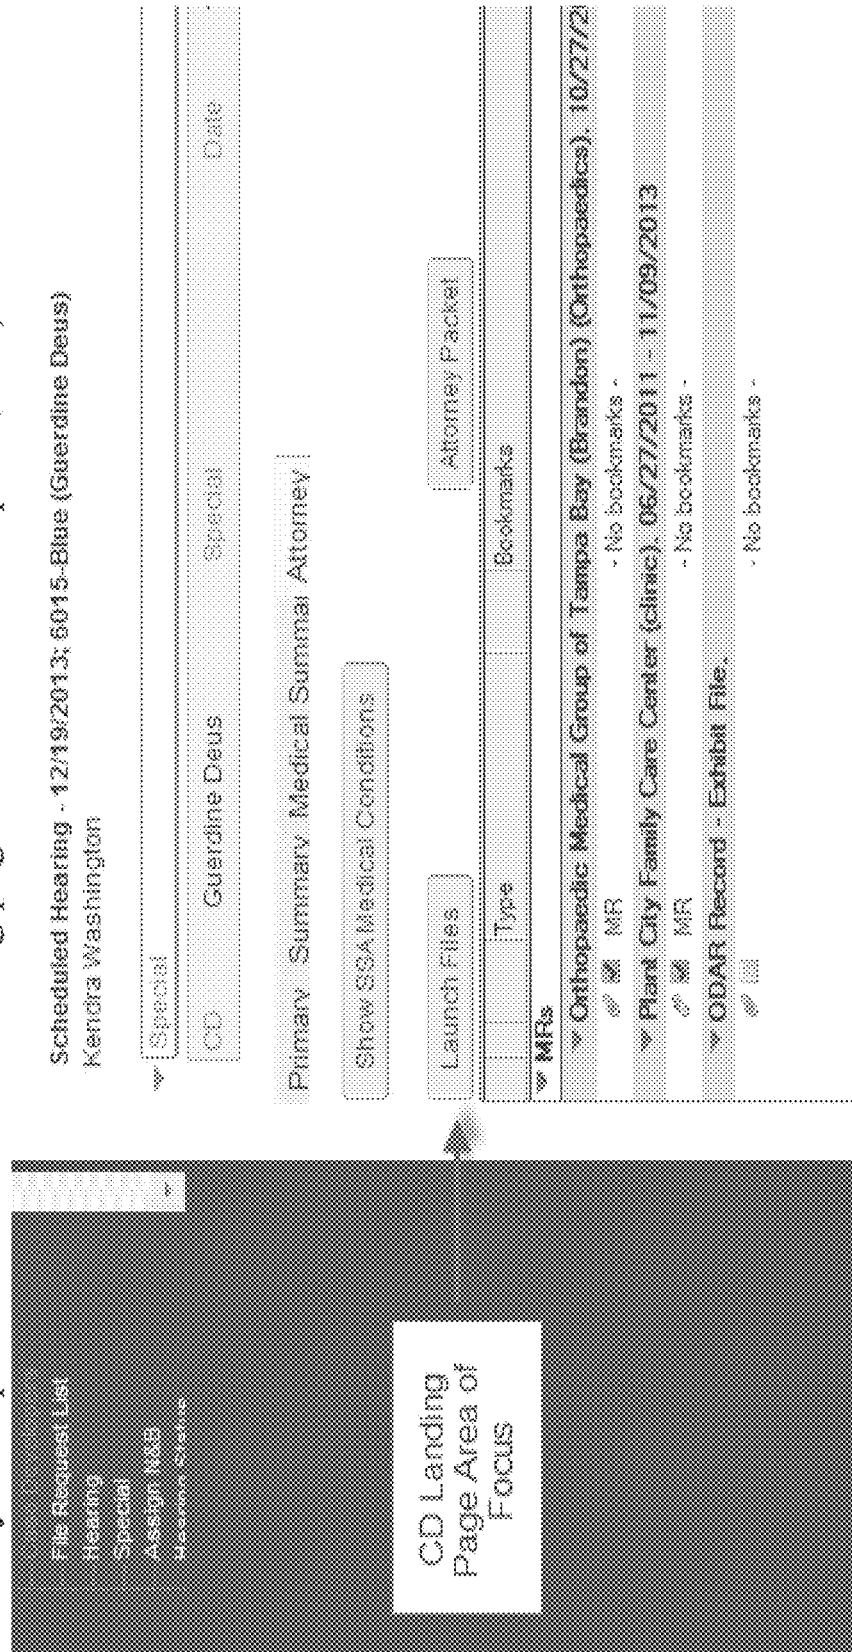 File Request List
Hearing
Special
Assign N&B
CD Landing
Page Area of
Focus
Scheduled Hearing - 12/19/2013; 6015-Blue (Guerdine Deus)
Kendra Washington
Special
CD Guerdine Deus Special Date
Primary Summary Medical Summar Attorney
Show SSA Medical Conditions
Launch Files Attorney Packet
Type Bookmarks
MRs
Orthopaedic Medical Group of Tampa Bay (Brandon) (Orthopaedics). 10/27/2
MR - No bookmarks -
Plant City Family Care Center (clinic). 06/27/2011 - 11/09/2013
MR - No bookmarks -
ODAR Record - Exhibit File.
- No bookmarks -